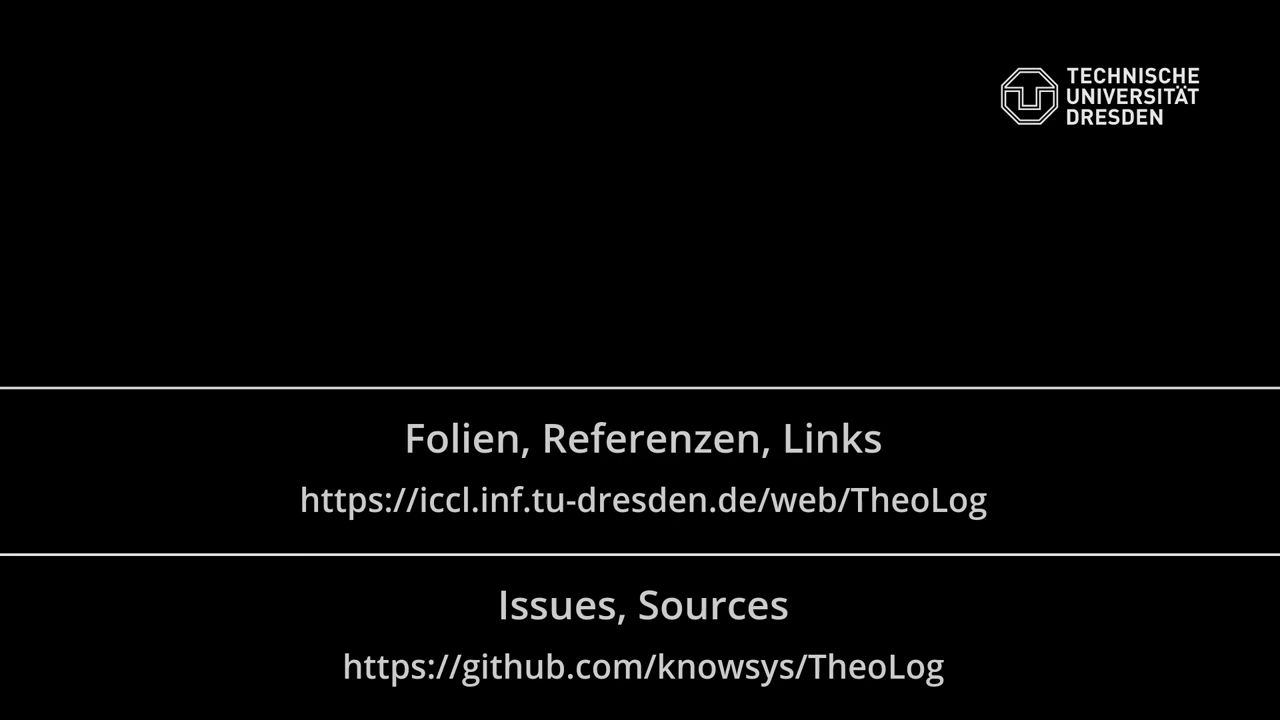 TECHNISCHE
UNIVERSITÄT
DRESDEN
Folien, Referenzen, Links
https://iccl.inf.tu-dresden.de/web/TheoLog
Issues, Sources
https://github.com/knowsys/TheoLog